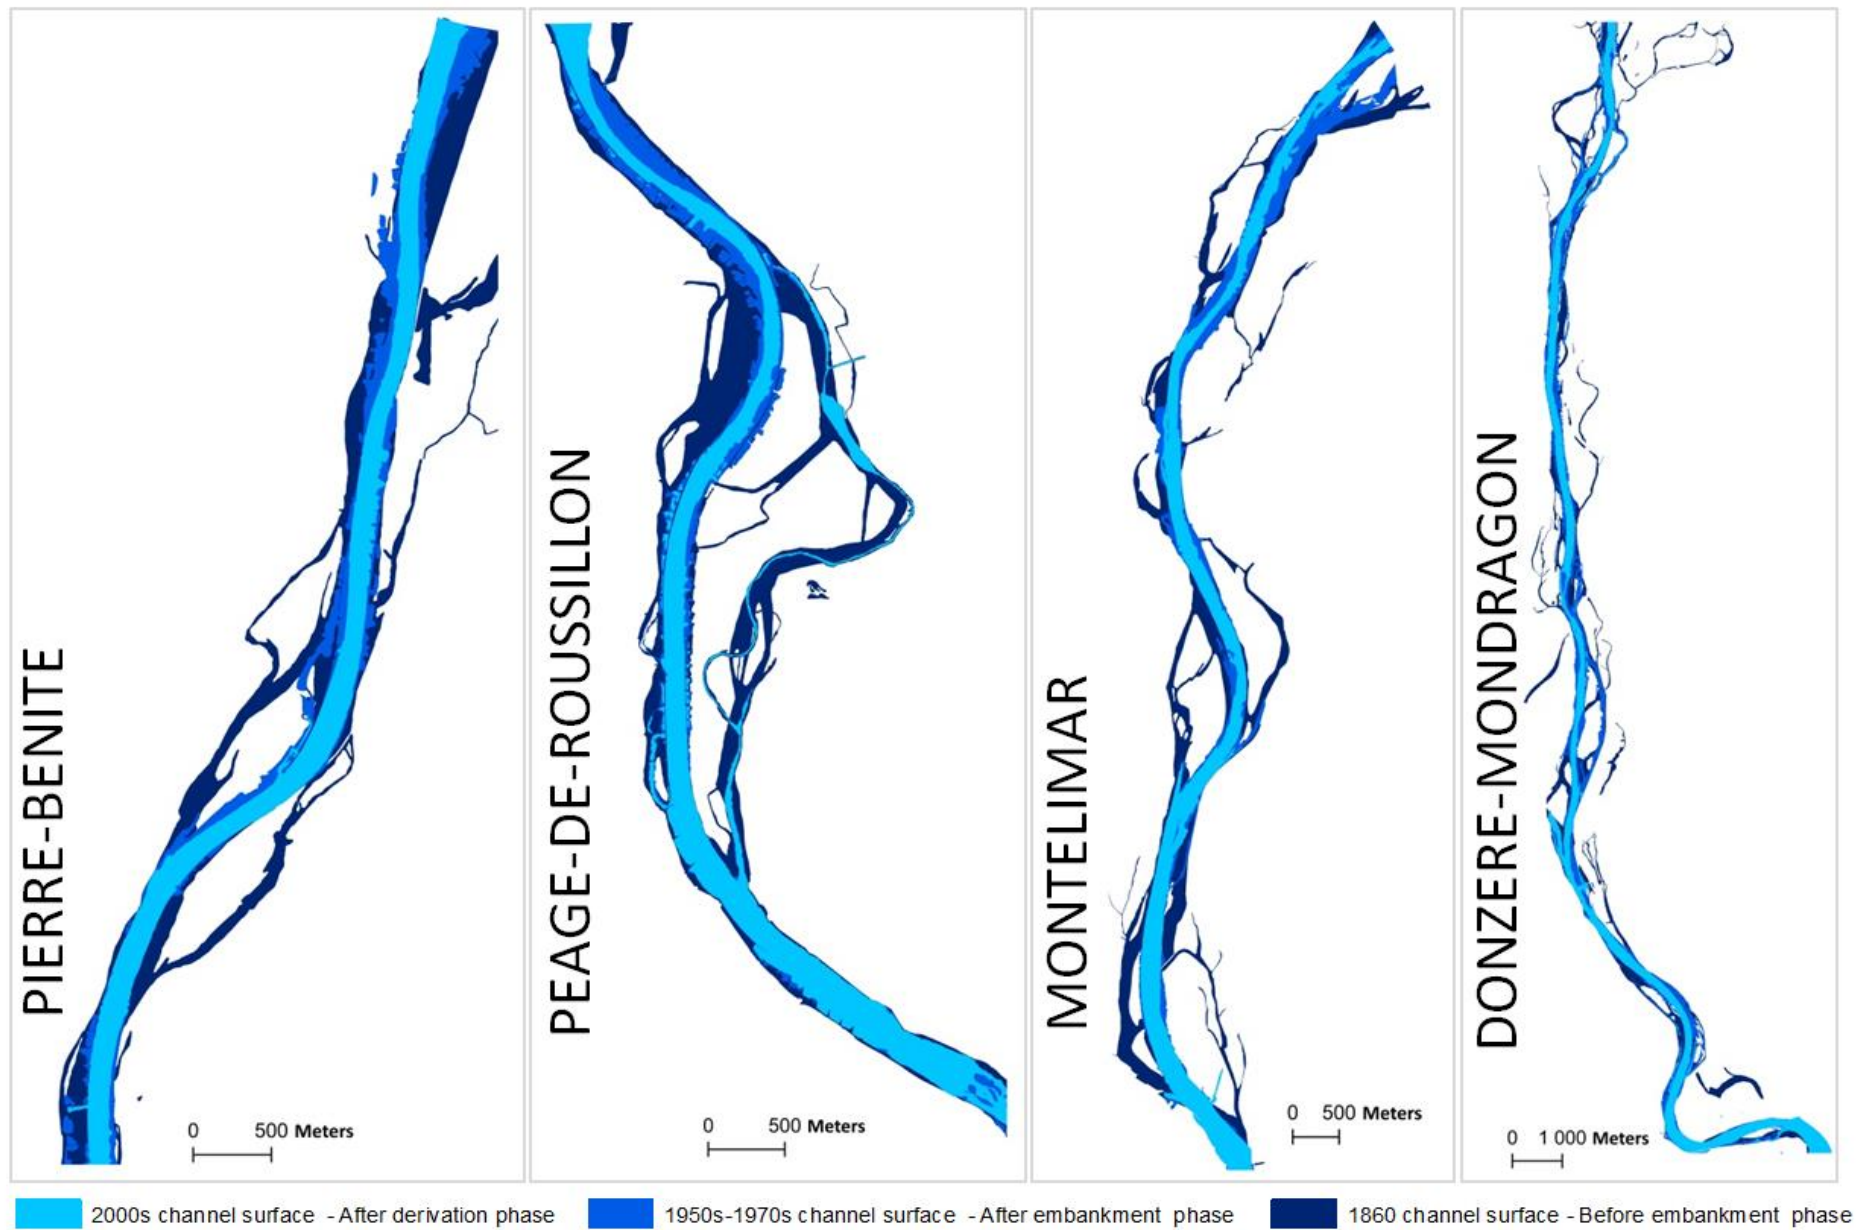 PIERRE-BENITE
0 500 Meters
PEAGE-DE-ROUSSILLON
0 500 Meters
MONTELIMAR
0 500 Meters
DONZERE-MONDRAGON
0 1 000 Meters
2000s channel surface - After derivation phase
1950s-1970s channel surface - After embankment phase
1860 channel surface - Before embankment phase